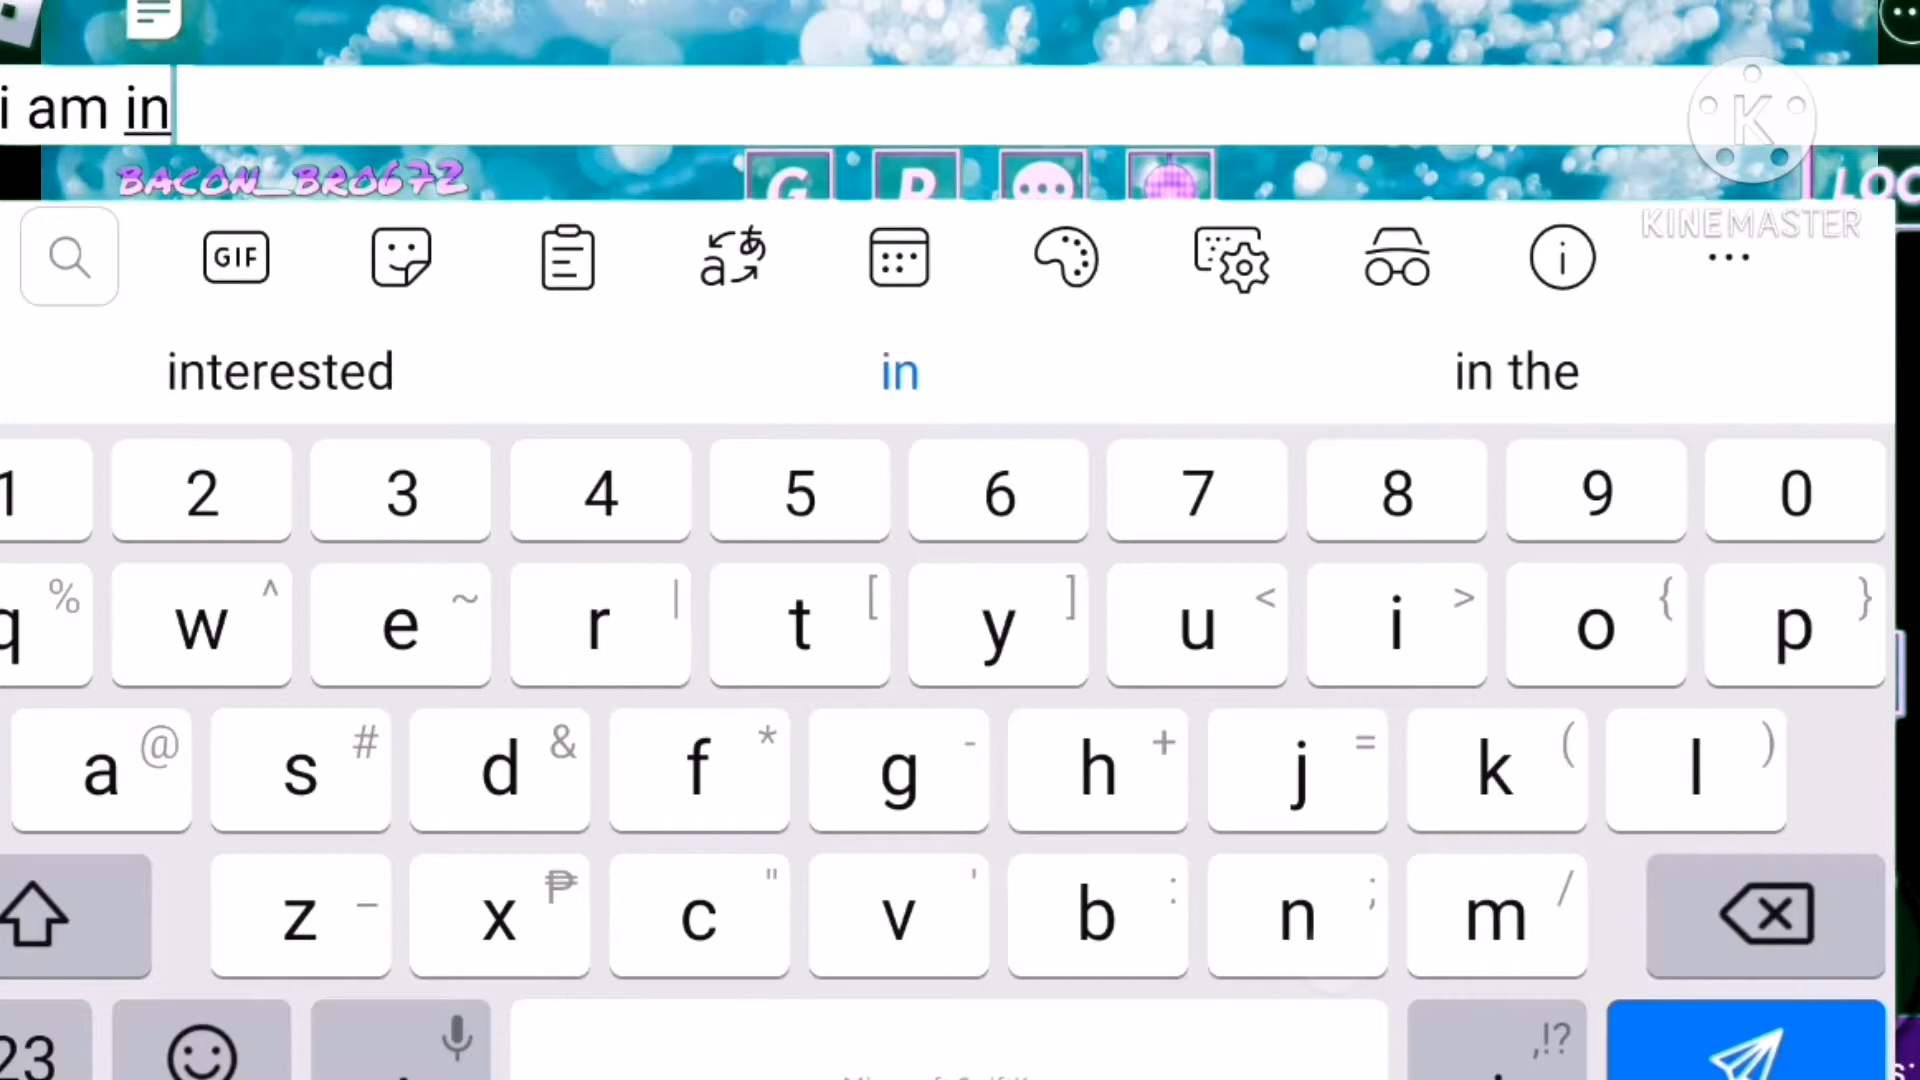 i am in
BACON_BRO672
G P
LOC
K
KINEMASTER
GIF
interested in in the
1 2 3 4 5 6 7 8 9 0
q % w ^ e ~ r | t [ y ] u < i > o { p }
a @ s # d & f * g - h + j = k ( l )
z _ x ₱ c " v ' b : n ; m /
23 ,!?